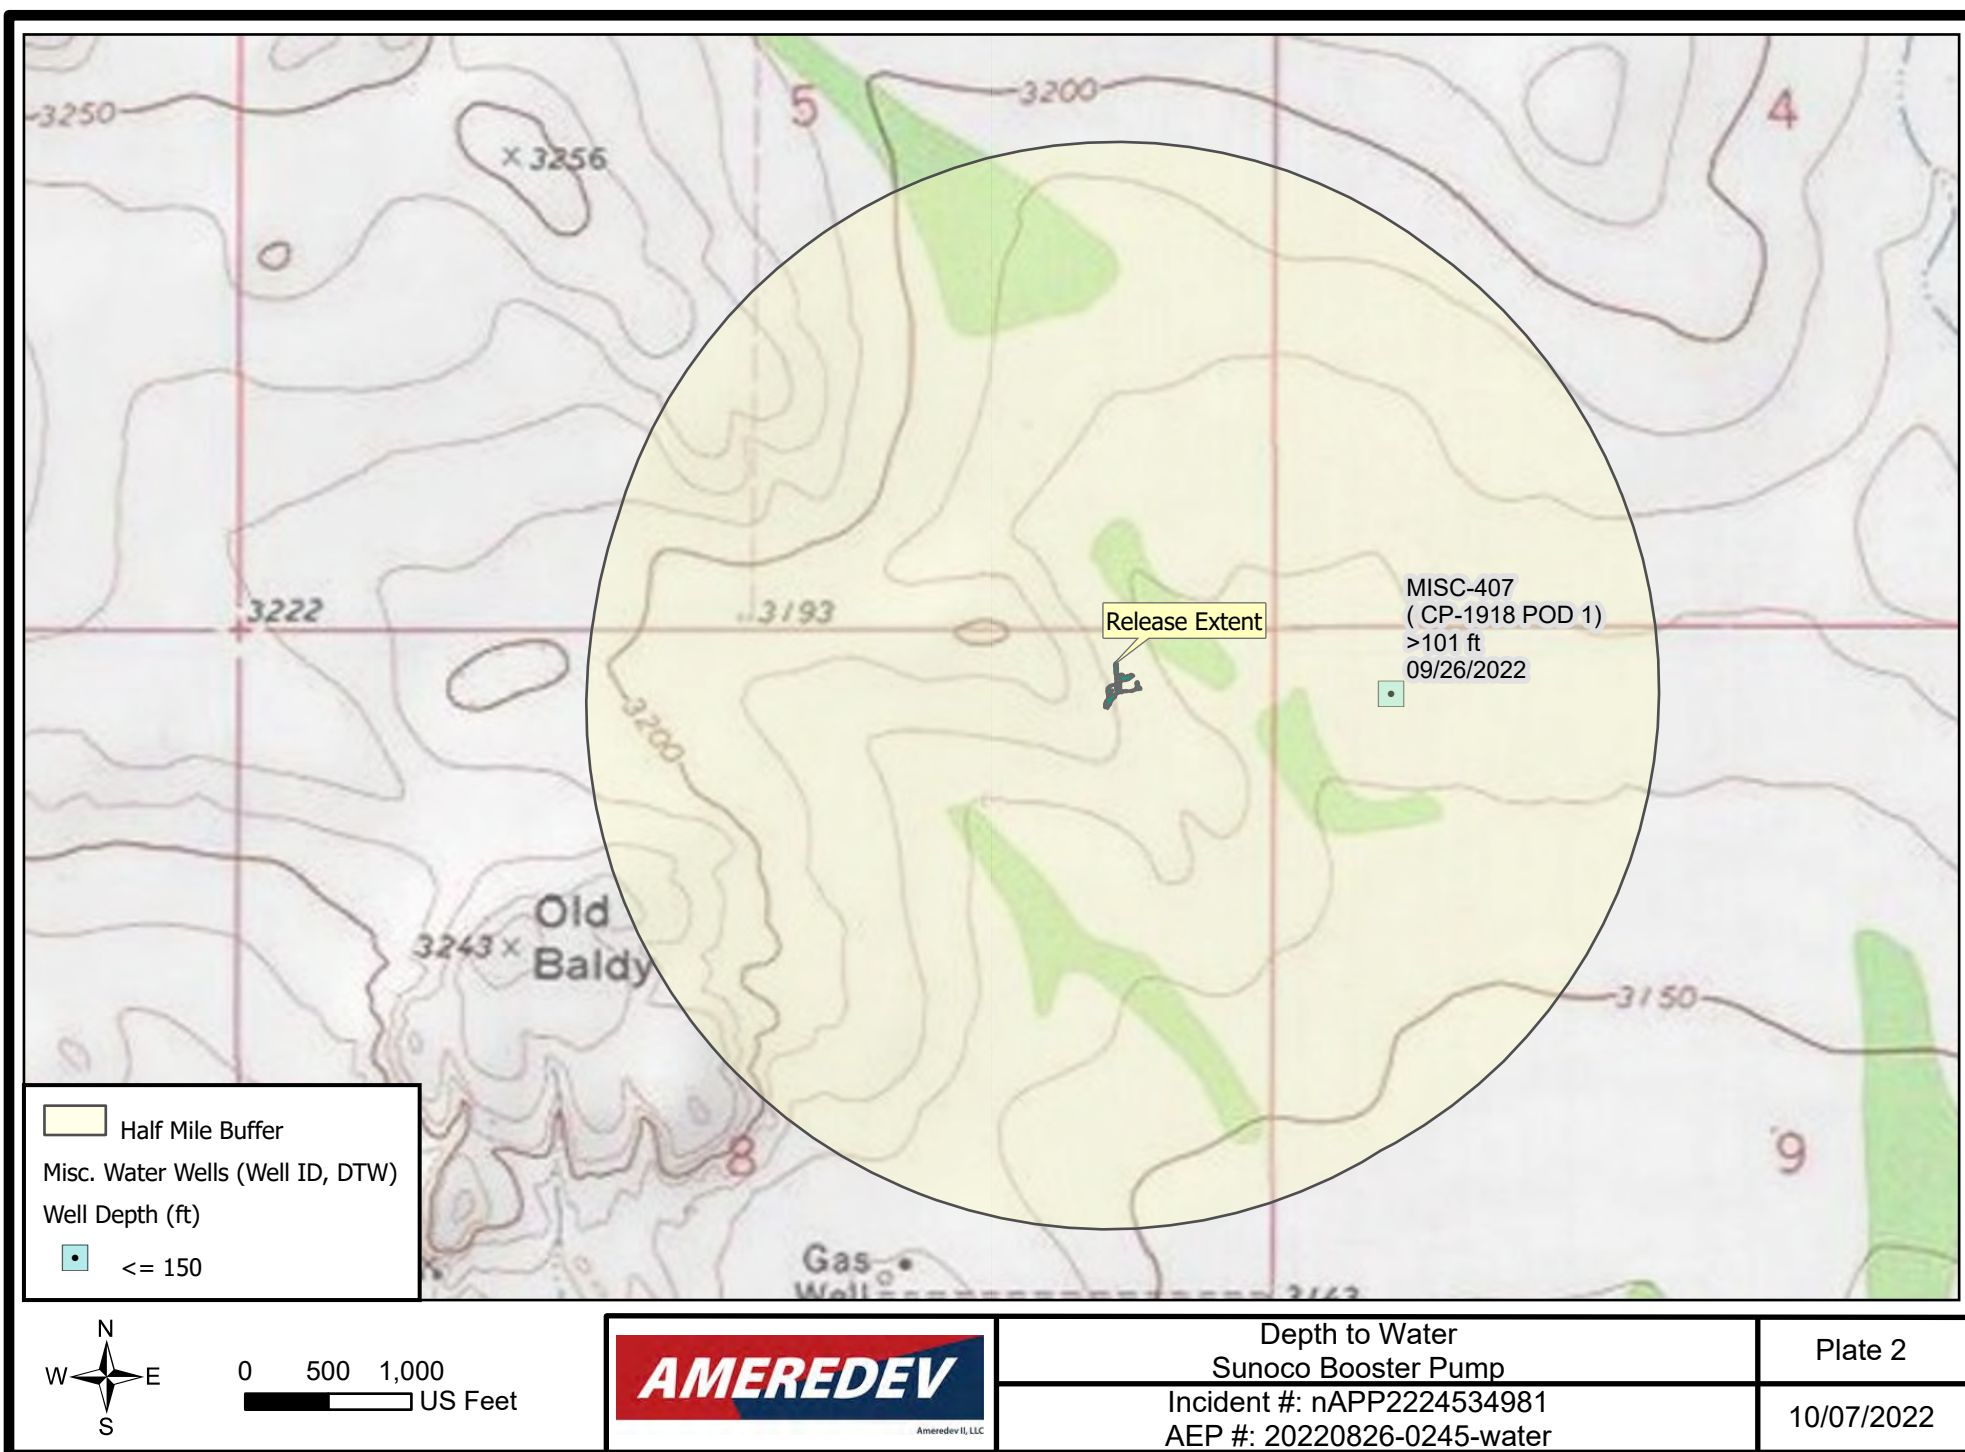 3250
5
3200
4
3256
MISC-407
( CP-1918 POD 1)
>101 ft
09/26/2022
3222
3193
Release Extent
3200
Old
Baldy
3243
3150
8
9
Gas
Well
3143
Half Mile Buffer
Misc. Water Wells (Well ID, DTW)
Well Depth (ft)
<= 150
N
W E
S
0 500 1,000
US Feet
AMEREDEV
Ameredev II, LLC
Depth to Water
Sunoco Booster Pump
Incident #: nAPP2224534981
AEP #: 20220826-0245-water
Plate 2
10/07/2022